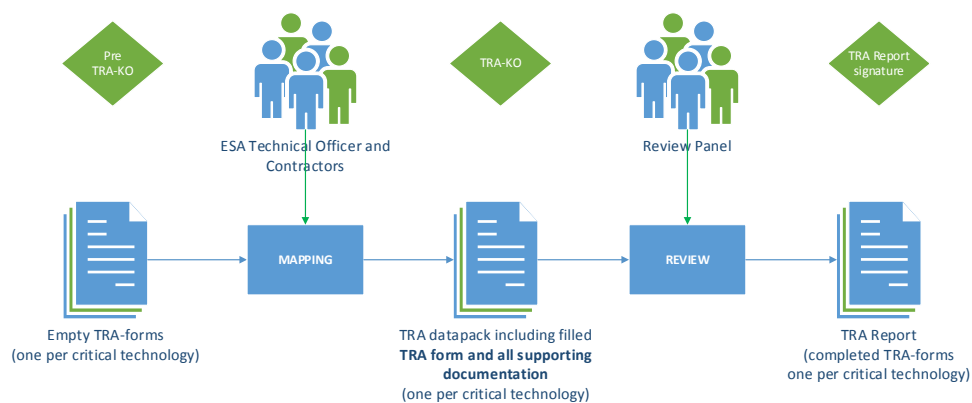 Pre
TRA-KO
TRA-KO
TRA Report
signature
ESA Technical Officer and
Contractors
Review Panel
MAPPING
REVIEW
Empty TRA-forms
(one per critical technology)
TRA datapack including filled
TRA form and all supporting
documentation
(one per critical technology)
TRA Report
(completed TRA-forms
one per critical technology)